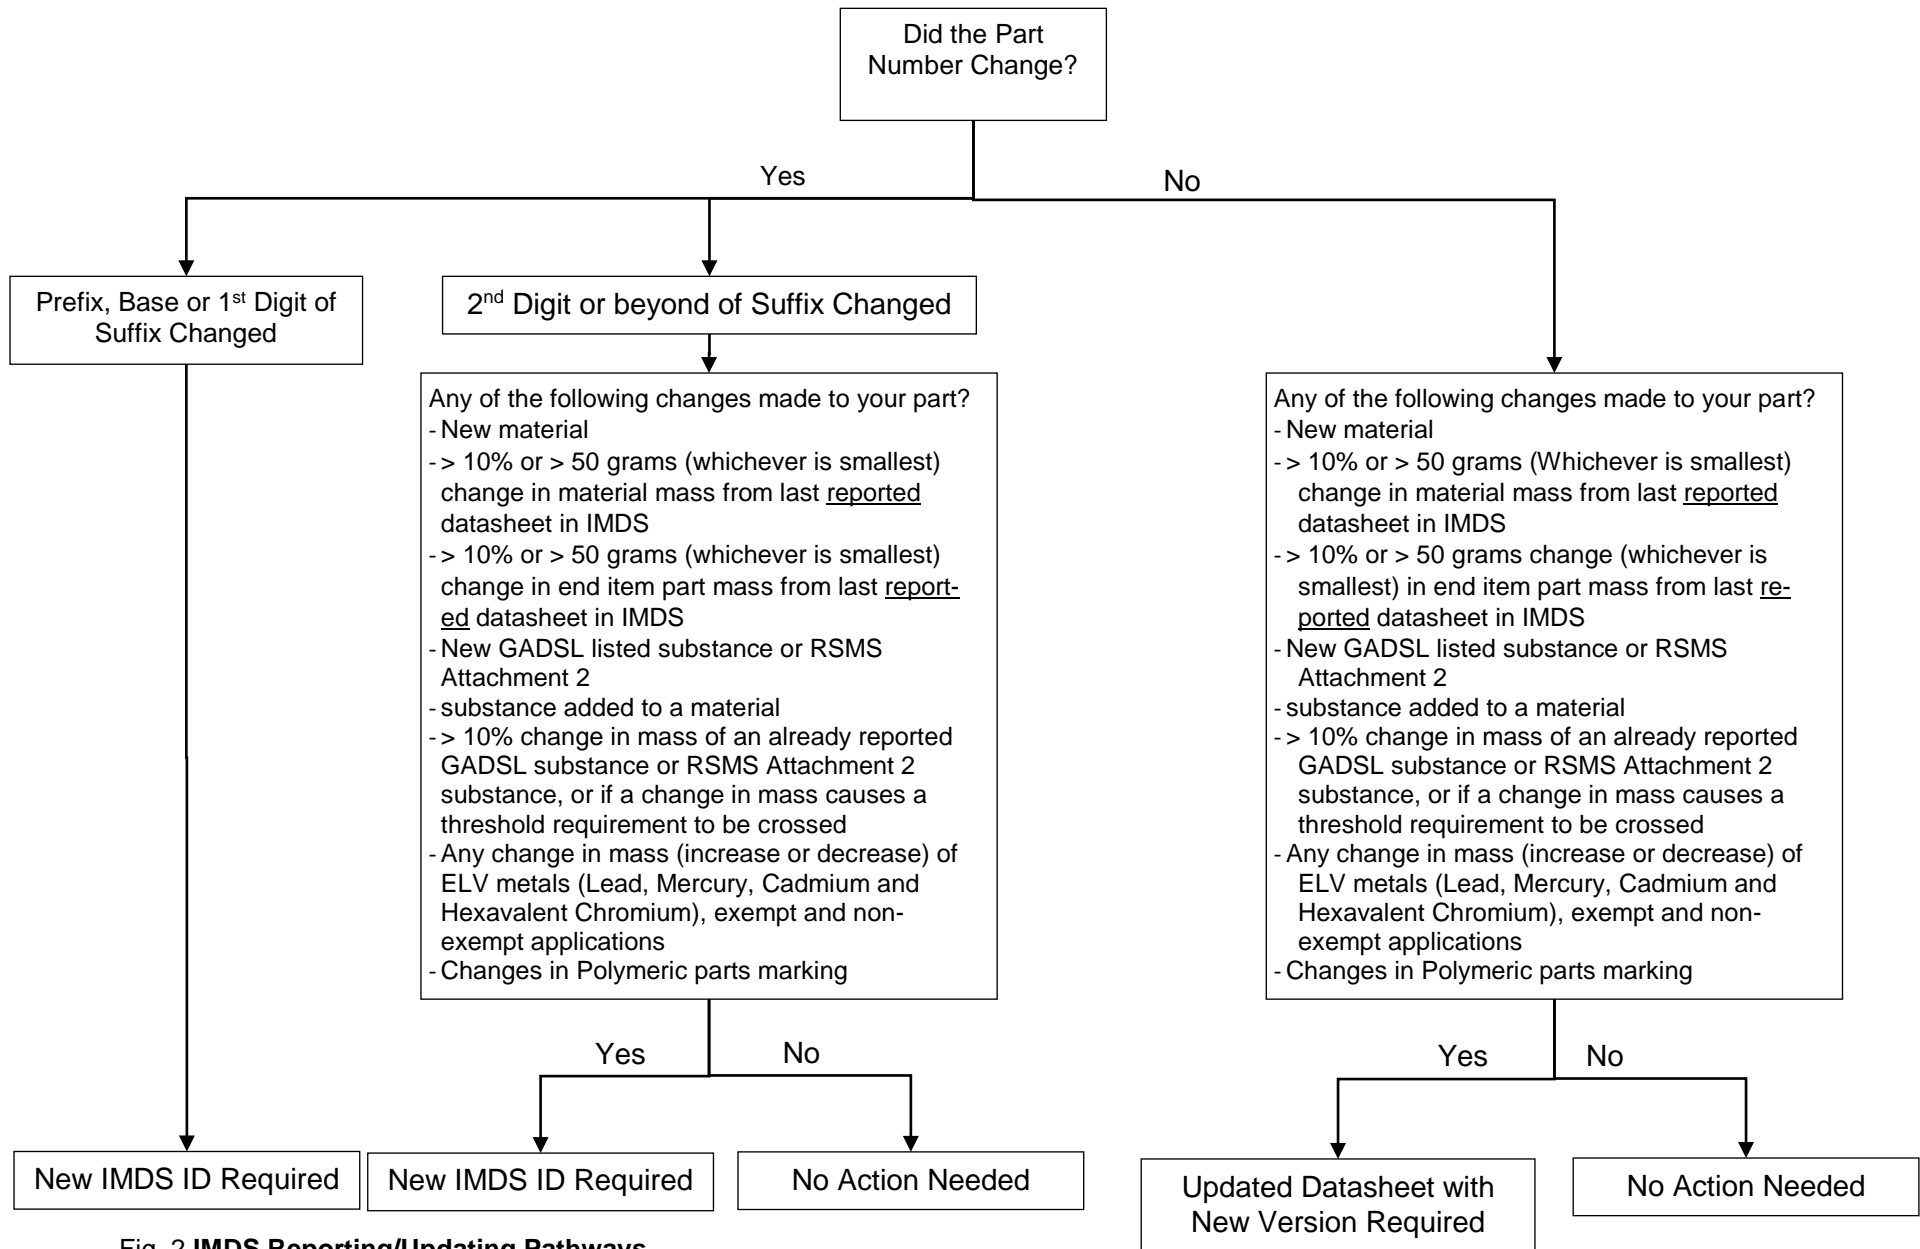 Did the Part
Number Change?
Yes
No
Prefix, Base or 1st Digit of
Suffix Changed
2nd Digit or beyond of Suffix Changed
Any of the following changes made to your part?
- New material
- > 10% or > 50 grams (whichever is smallest)
change in material mass from last reported
datasheet in IMDS
- > 10% or > 50 grams (whichever is smallest)
change in end item part mass from last report-
ed datasheet in IMDS
- New GADSL listed substance or RSMS
Attachment 2
- substance added to a material
- > 10% change in mass of an already reported
GADSL substance or RSMS Attachment 2
substance, or if a change in mass causes a
threshold requirement to be crossed
- Any change in mass (increase or decrease) of
ELV metals (Lead, Mercury, Cadmium and
Hexavalent Chromium), exempt and non-
exempt applications
- Changes in Polymeric parts marking
Any of the following changes made to your part?
- New material
- > 10% or > 50 grams (Whichever is smallest)
change in material mass from last reported
datasheet in IMDS
- > 10% or > 50 grams change (whichever is
smallest) in end item part mass from last re-
ported datasheet in IMDS
- New GADSL listed substance or RSMS
Attachment 2
- substance added to a material
- > 10% change in mass of an already reported
GADSL substance or RSMS Attachment 2
substance, or if a change in mass causes a
threshold requirement to be crossed
- Any change in mass (increase or decrease) of
ELV metals (Lead, Mercury, Cadmium and
Hexavalent Chromium), exempt and non-
exempt applications
- Changes in Polymeric parts marking
Yes
No
Yes
No
New IMDS ID Required
New IMDS ID Required
No Action Needed
Updated Datasheet with
New Version Required
No Action Needed
Fig. 2 IMDS Reporting/Updating Pathways